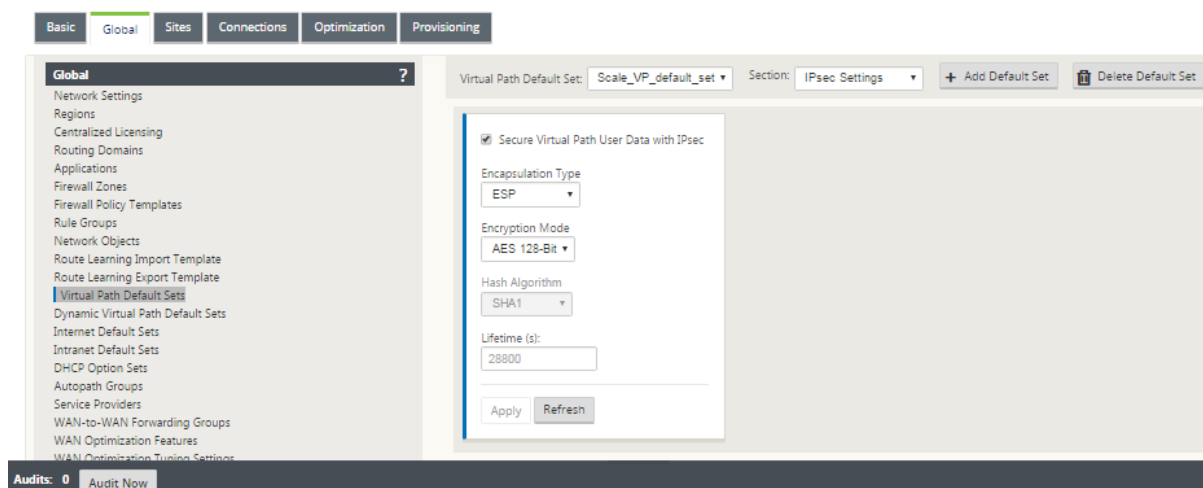 Basic Global Sites Connections Optimization Provisioning
Global ?
Network Settings
Regions
Centralized Licensing
Routing Domains
Applications
Firewall Zones
Firewall Policy Templates
Rule Groups
Network Objects
Route Learning Import Template
Route Learning Export Template
Virtual Path Default Sets
Dynamic Virtual Path Default Sets
Internet Default Sets
Intranet Default Sets
DHCP Option Sets
Autopath Groups
Service Providers
WAN-to-WAN Forwarding Groups
WAN Optimization Features
WAN Optimization Tuning Settings
Virtual Path Default Set: Scale_VP_default_set Section: IPsec Settings + Add Default Set Delete Default Set
Secure Virtual Path User Data with IPsec
Encapsulation Type
ESP
Encryption Mode
AES 128-Bit
Hash Algorithm
SHA1
Lifetime (s):
28800
Apply Refresh
Audits: 0 Audit Now